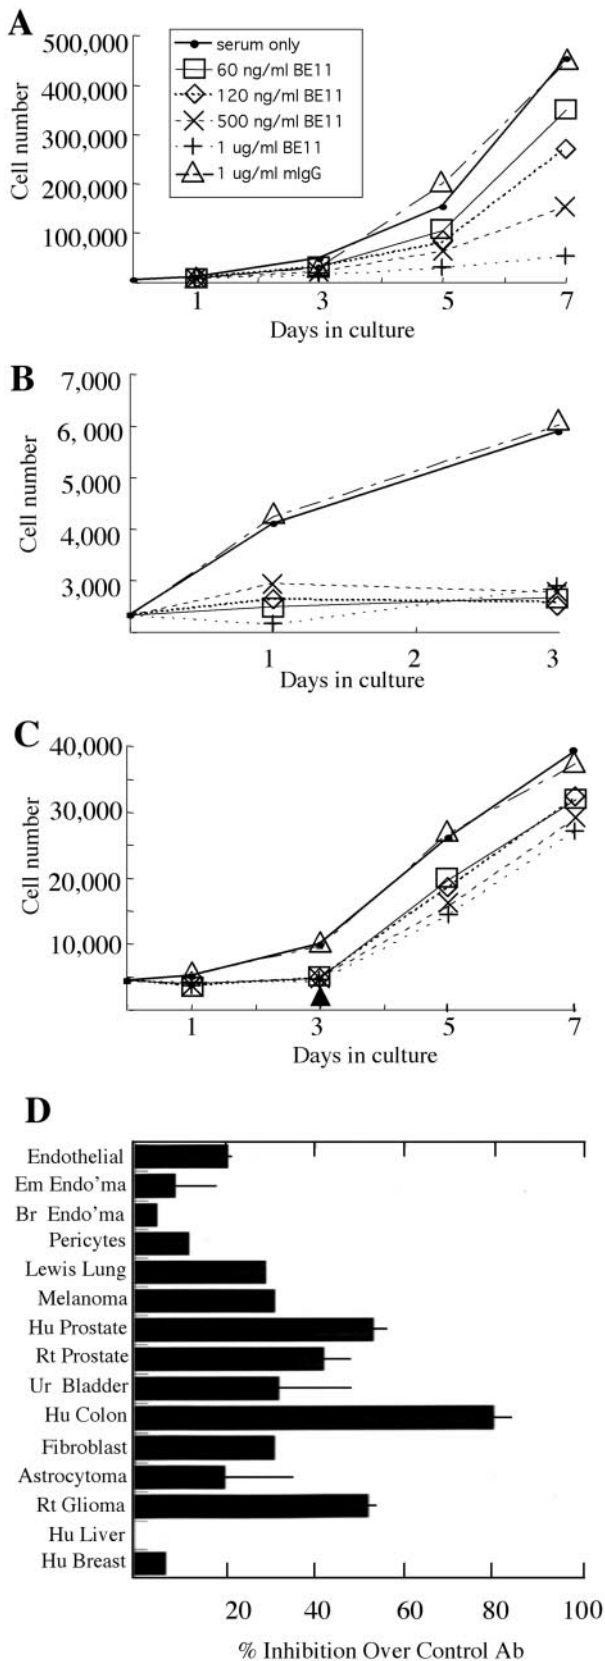 A
500,000
400,000
300,000
200,000
100,000
Cell number
serum only
60 ng/ml BE11
120 ng/ml BE11
500 ng/ml BE11
1 ug/ml BE11
1 ug/ml mIgG
1 3 5 7
Days in culture
B
7,000
6, 000
5,000
4,000
3,000
Cell number
1 2 3
Days in culture
C
40,000
30,000
20,000
10,000
Cell number
1 3 5 7
Days in culture
D
Endothelial
Em Endo'ma
Br Endo'ma
Pericytes
Lewis Lung
Melanoma
Hu Prostate
Rt Prostate
Ur Bladder
Hu Colon
Fibroblast
Astrocytoma
Rt Glioma
Hu Liver
Hu Breast
20 40 60 80 100
% Inhibition Over Control Ab